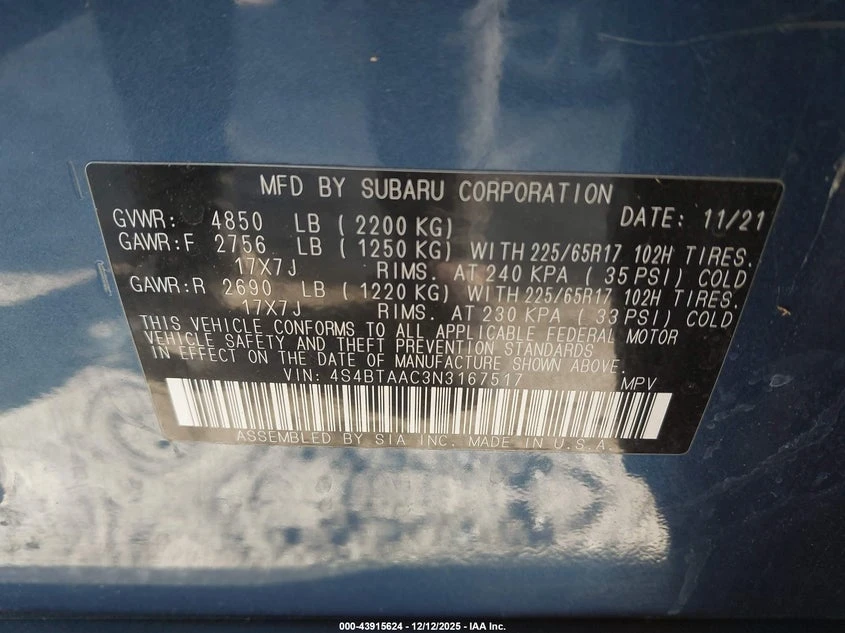 MFD BY SUBARU CORPORATION
GVWR: 4850 LB ( 2200 KG) DATE: 11/21
GAWR:F 2756 LB ( 1250 KG) WITH 225/65R17 102H TIRES.
17X7J RIMS. AT 240 KPA ( 35 PSI) COLD
GAWR:R 2690 LB ( 1220 KG) WITH 225/65R17 102H TIRES.
17X7J RIMS. AT 230 KPA ( 33 PSI) COLD
THIS VEHICLE CONFORMS TO ALL APPLICABLE FEDERAL MOTOR
VEHICLE SAFETY AND THEFT PREVENTION STANDARDS
IN EFFECT ON THE DATE OF MANUFACTURE SHOWN ABOVE.
VIN: 4S4BTAAC3N3167517 MPV
ASSEMBLED BY SIA INC. MADE IN U.S.A.
000-43915624 - 12/12/2025 - IAA Inc.